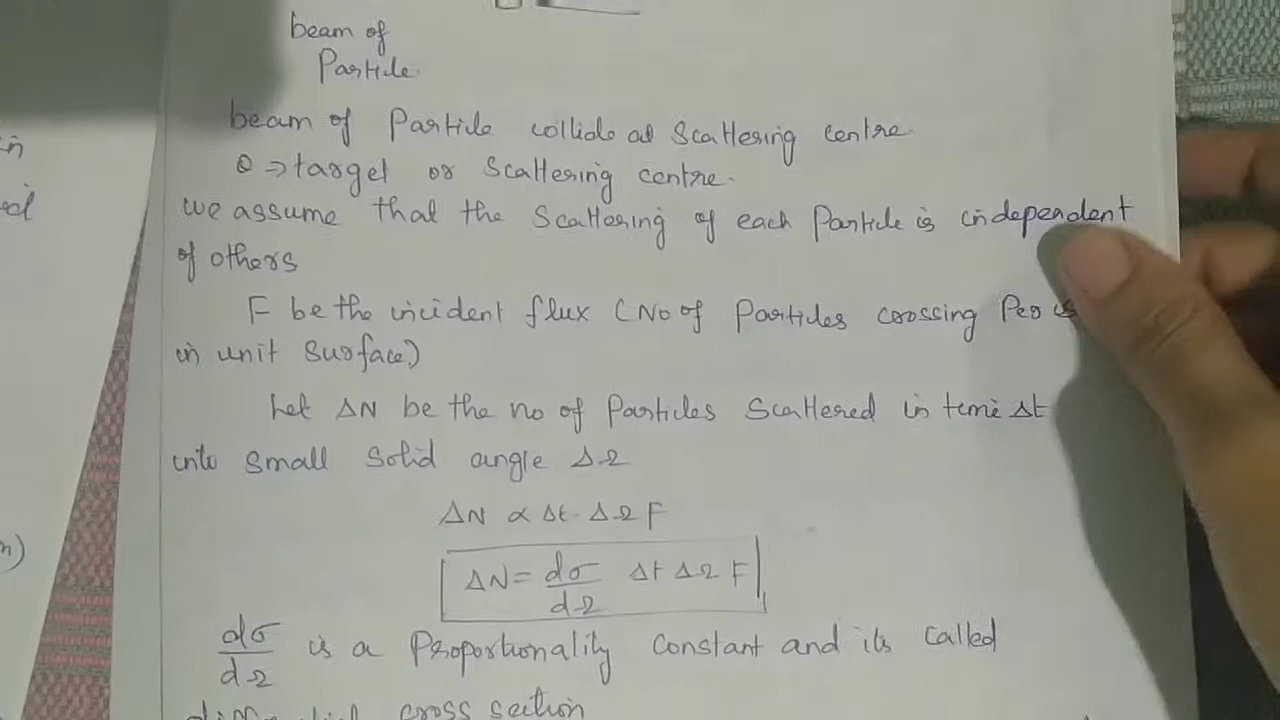 beam of
Particle.
beam of Particle collide at Scattering centre.
θ ⇒ target or Scattering centre.
we assume that the Scattering of each Particle is independent
of others
F be the incident flux (No of Particles crossing Per
in unit Surface)
Let ΔN be the no of Particles Scattered in time Δt
into small solid angle ΔΩ
ΔN ∝ Δt · ΔΩ F
ΔN = dσ/dΩ Δt ΔΩ F
dσ/dΩ is a Proportionality Constant and its called
cross section
in
n)